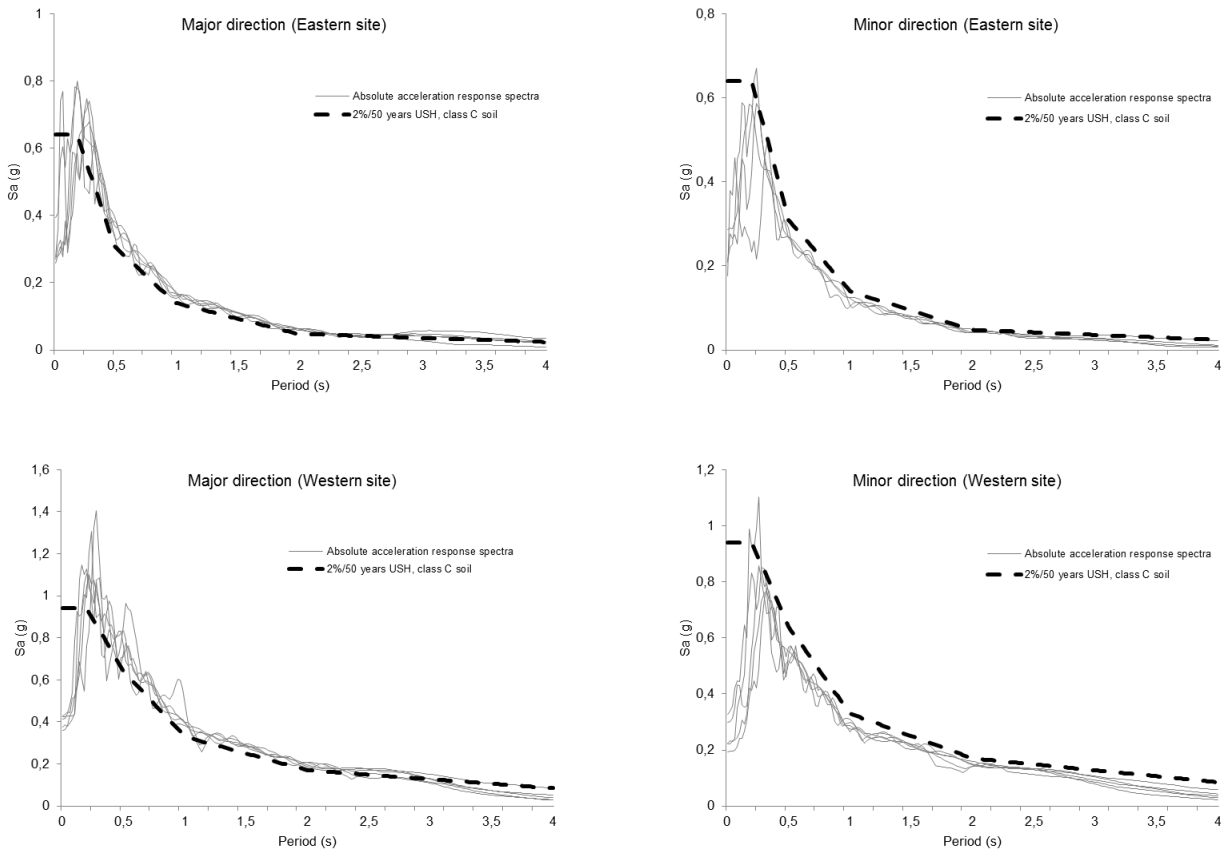 Major direction (Eastern site)
1
0,8
0,6
0,4
0,2
0
Sa (g)
Absolute acceleration response spectra
2%/50 years USH, class C soil
0 0,5 1 1,5 2 2,5 3 3,5 4
Period (s)
Minor direction (Eastern site)
0,8
0,6
0,4
0,2
0
Sa (g)
Absolute acceleration response spectra
2%/50 years USH, class C soil
0 0,5 1 1,5 2 2,5 3 3,5 4
Period (s)
Major direction (Western site)
1,6
1,4
1,2
1
0,8
0,6
0,4
0,2
0
Sa (g)
Absolute acceleration response spectra
2%/50 years USH, class C soil
0 0,5 1 1,5 2 2,5 3 3,5 4
Period (s)
Minor direction (Western site)
1,2
1
0,8
0,6
0,4
0,2
0
Sa (g)
Absolute acceleration response spectra
2%/50 years USH, class C soil
0 0,5 1 1,5 2 2,5 3 3,5 4
Period (s)